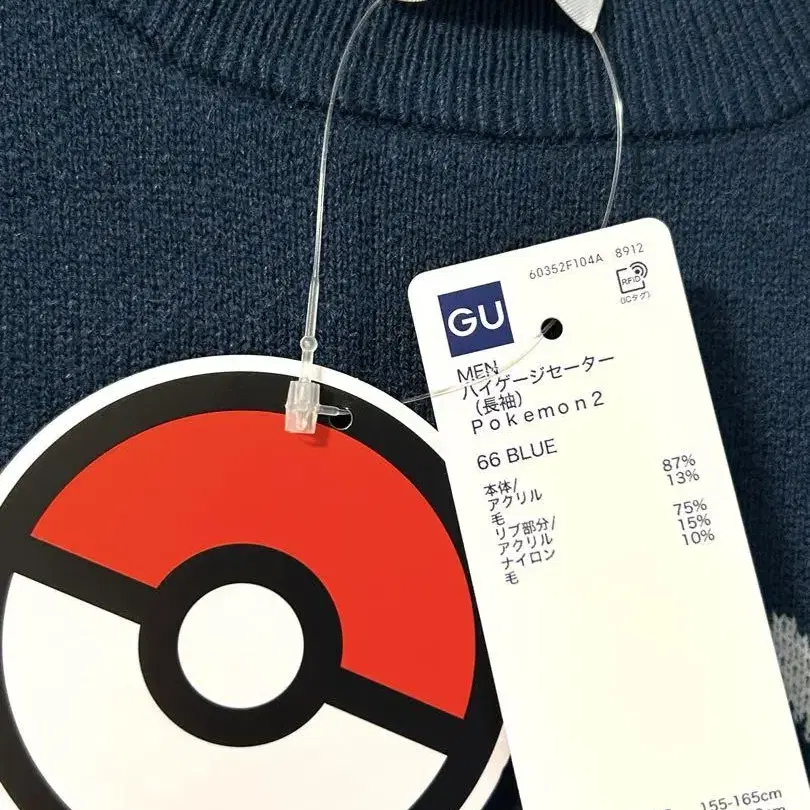 60352F104A 8912
RFID
(ICタグ)
GU
MEN
ハイゲージセーター
(長袖)
Pokemon2
66 BLUE
本体/
アクリル 87%
毛 13%
リブ部分/
アクリル 75%
ナイロン 15%
毛 10%
155-165cm